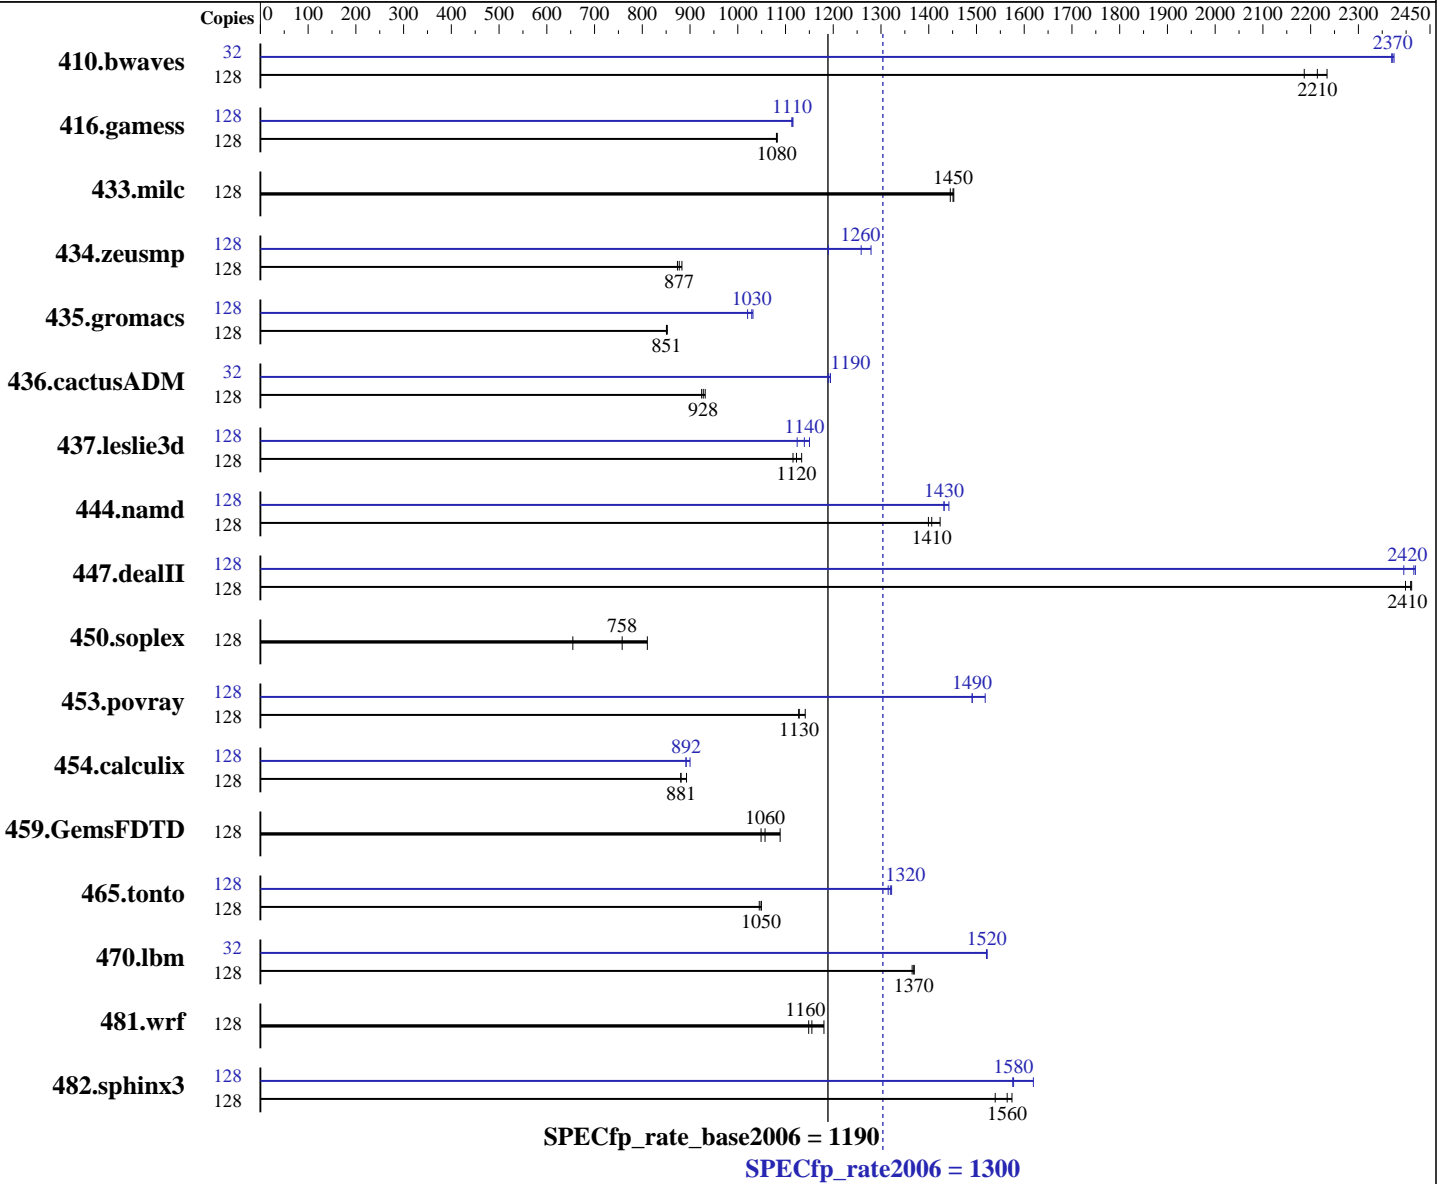 Copies 0 100 200 300 400 500 600 700 800 900 1000 1100 1200 1300 1400 1500 1600 1700 1800 1900 2000 2100 2200 2300 2450
410.bwaves 32 2370
128 2210
416.gamess 128 1110
128 1080
433.milc 128 1450
434.zeusmp 128 1260
128 877
435.gromacs 128 1030
128 851
436.cactusADM 32 1190
128 928
437.leslie3d 128 1140
128 1120
444.namd 128 1430
128 1410
447.dealII 128 2420
128 2410
450.soplex 128 758
453.povray 128 1490
128 1130
454.calculix 128 892
128 881
459.GemsFDTD 128 1060
465.tonto 128 1320
128 1050
470.lbm 32 1520
128 1370
481.wrf 128 1160
482.sphinx3 128 1580
128 1560
SPECfp_rate_base2006 = 1190
SPECfp_rate2006 = 1300